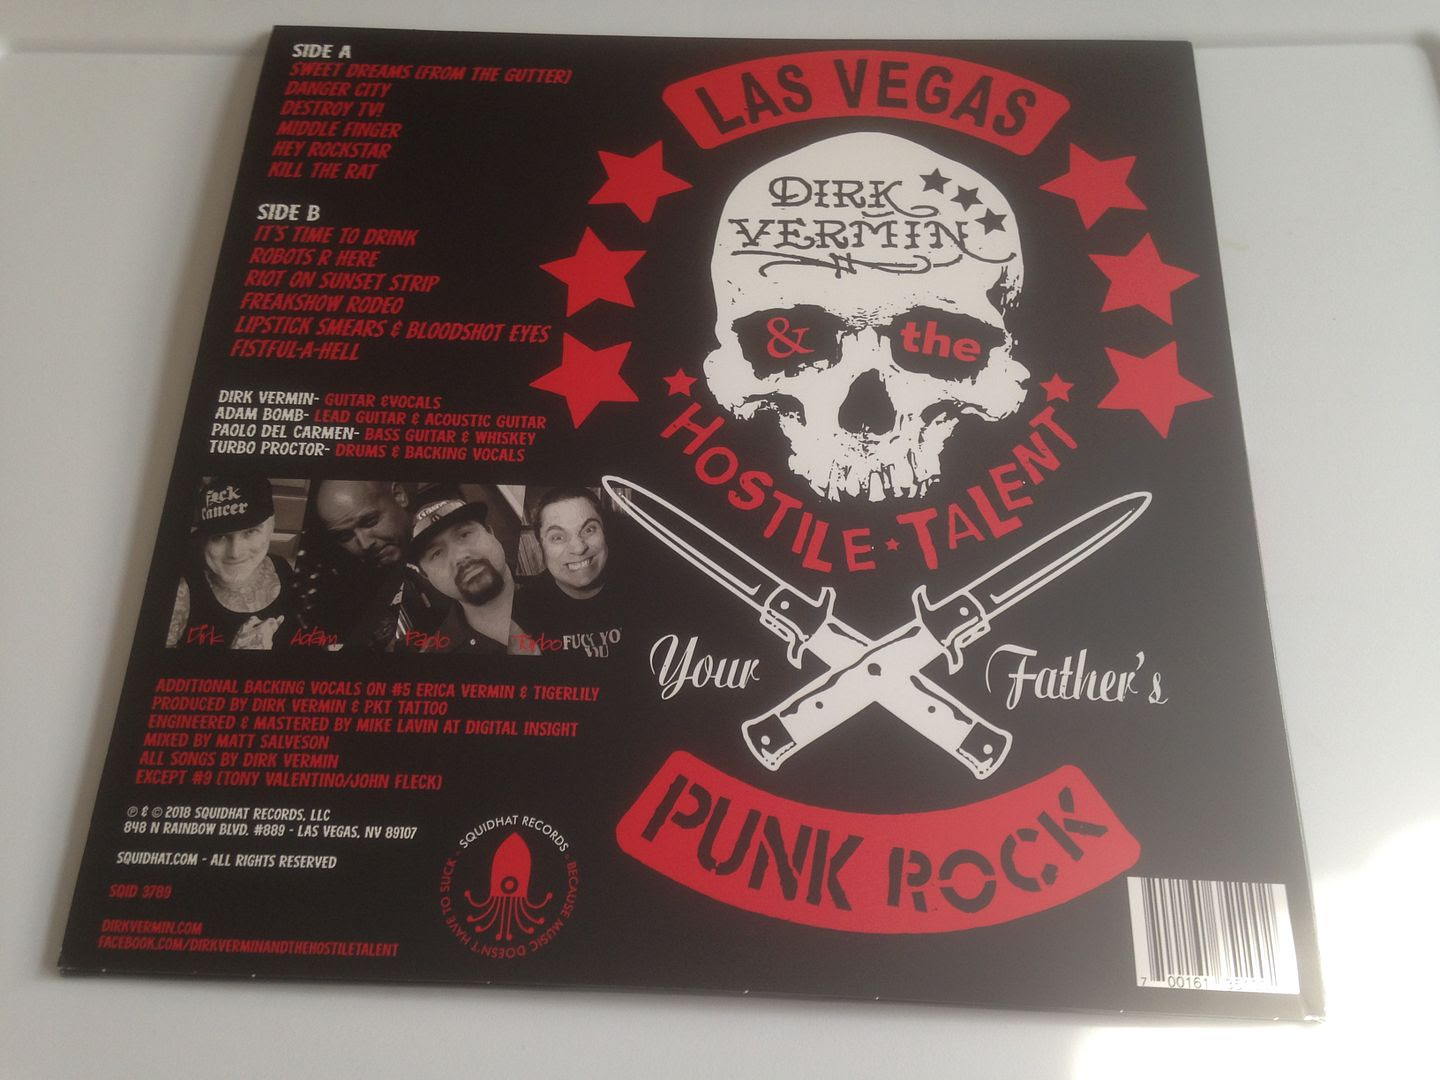 SIDE A
SWEET DREAMS (FROM THE GUTTER)
DANGER CITY
DESTROY TV!
MIDDLE FINGER
HEY ROCKSTAR
KILL THE RAT
SIDE B
IT'S TIME TO DRINK
ROBOTS R HERE
RIOT ON SUNSET STRIP
FREAKSHOW RODEO
LIPSTICK SMEARS & BLOODSHOT EYES
FISTFUL-A-HELL
DIRK VERMIN- GUITAR &VOCALS
ADAM BOMB- LEAD GUITAR & ACOUSTIC GUITAR
PAOLO DEL CARMEN- BASS GUITAR & WHISKEY
TURBO PROCTOR- DRUMS & BACKING VOCALS
F*ck
Cancer
Dirk Adam Paolo Turbo
FUCK YO
YOU
ADDITIONAL BACKING VOCALS ON #5 ERICA VERMIN & TIGERLILY
PRODUCED BY DIRK VERMIN & PKT TATTOO
ENGINEERED & MASTERED BY MIKE LAVIN AT DIGITAL INSIGHT
MIXED BY MATT SALVESON
ALL SONGS BY DIRK VERMIN
EXCEPT #9 (TONY VALENTINO/JOHN FLECK)
℗ & © 2018 SQUIDHAT RECORDS, LLC
848 N RAINBOW BLVD. #889 - LAS VEGAS, NV 89107
SQUIDHAT.COM - ALL RIGHTS RESERVED
SQID 3789
DIRKVERMIN.COM
FACEBOOK.COM/DIRKVERMINANDTHEHOSTILETALENT
SQUIDHAT RECORDS
BECAUSE MUSIC DOESN'T HAVE TO SUCK
LAS VEGAS
DIRK
VERMIN
& the
HOSTILE TALENT
Your Father's
PUNK ROCK
7 00161